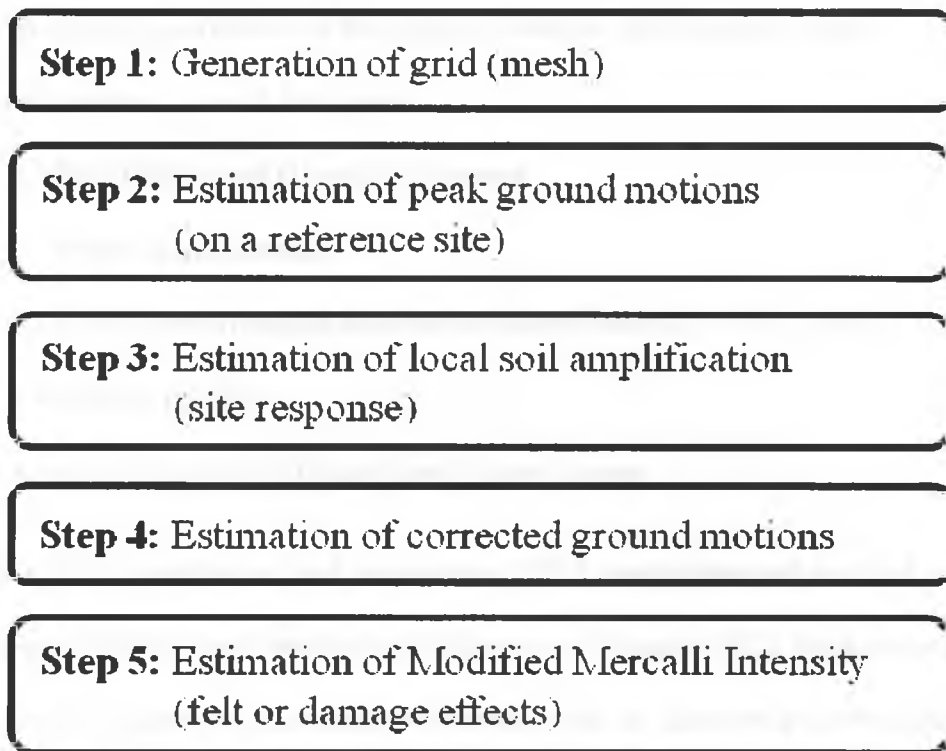 Step 1: Generation of grid (mesh)
Step 2: Estimation of peak ground motions
(on a reference site)
Step 3: Estimation of local soil amplification
(site response)
Step 4: Estimation of corrected ground motions
Step 5: Estimation of Modified Mercalli Intensity
(felt or damage effects)